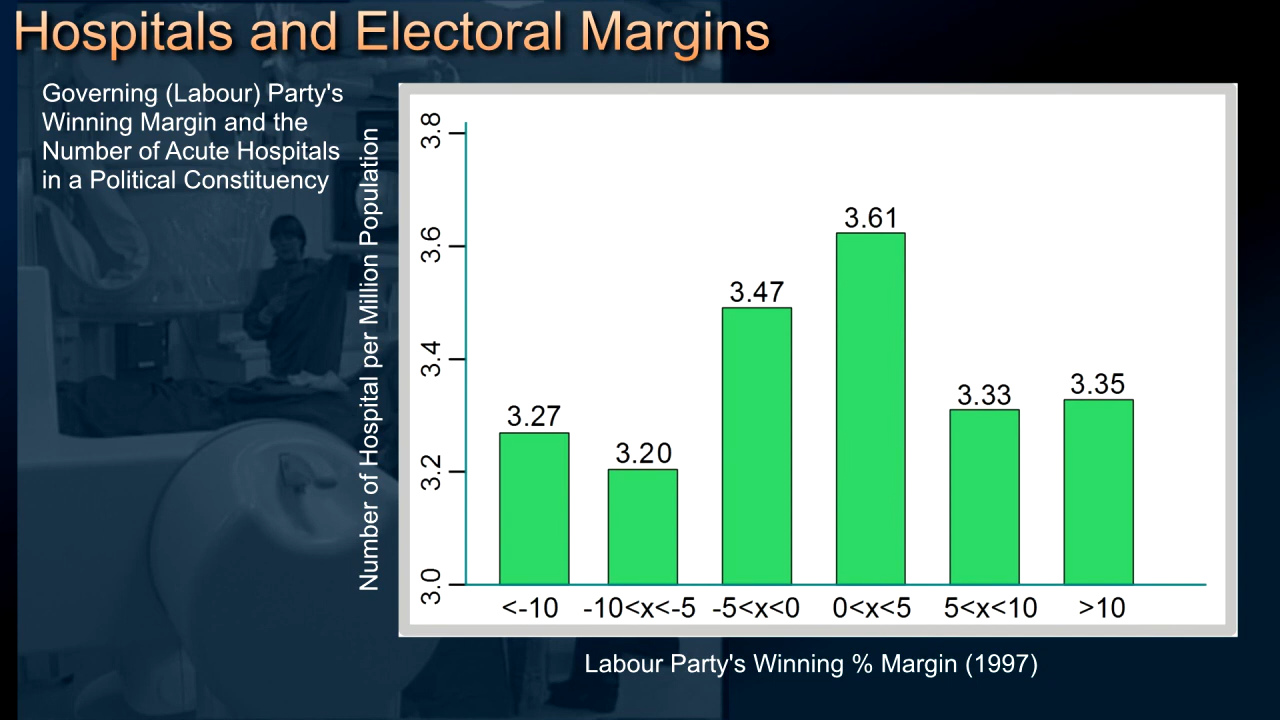 Hospitals and Electoral Margins
Governing (Labour) Party's
Winning Margin and the
Number of Acute Hospitals
in a Political Constituency
Number of Hospital per Million Population
3.8
3.6
3.4
3.2
3.0
3.27
3.20
3.47
3.61
3.33
3.35
<-10 -10<x<-5 -5<x<0 0<x<5 5<x<10 >10
Labour Party's Winning % Margin (1997)